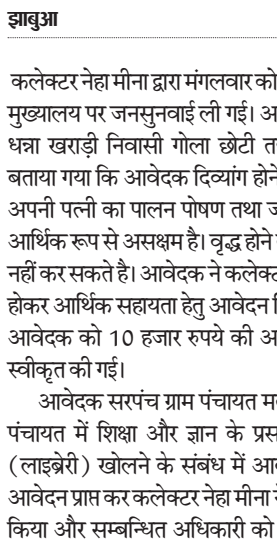 झाबुआ
कलेक्टर नेहा मीना द्वारा मंगलवार को
मुख्यालय पर जनसुनवाई ली गई। आ
धन्ना खराड़ी निवासी गोला छोटी त
बताया गया कि आवेदक दिव्यांग होने
अपनी पत्नी का पालन पोषण तथा ज
आर्थिक रूप से असक्षम है। वृद्ध होने
नहीं कर सकते है। आवेदक ने कलेक्ट
होकर आर्थिक सहायता हेतु आवेदन
आवेदक को 10 हजार रुपये की आ
स्वीकृत की गई।
आवेदक सरपंच ग्राम पंचायत म
पंचायत में शिक्षा और ज्ञान के प्रस
(लाइब्रेरी) खोलने के संबंध में आ
आवेदन प्राप्त कर कलेक्टर नेहा मीना
किया और सम्बन्धित अधिकारी को